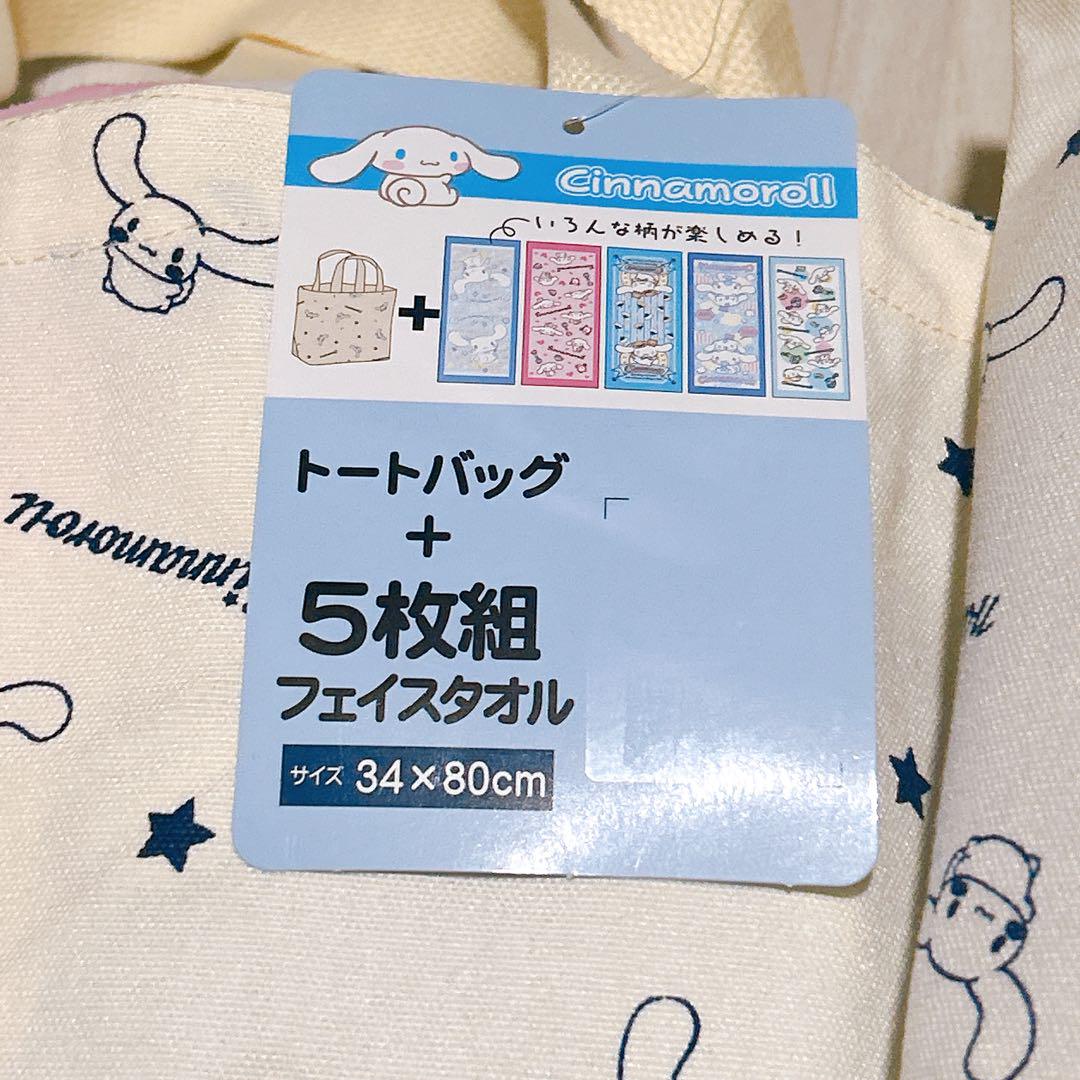 Cinnamoroll
いろんな柄が楽しめる!
+
トートバッグ
+
5枚組
フェイスタオル
サイズ 34×80cm